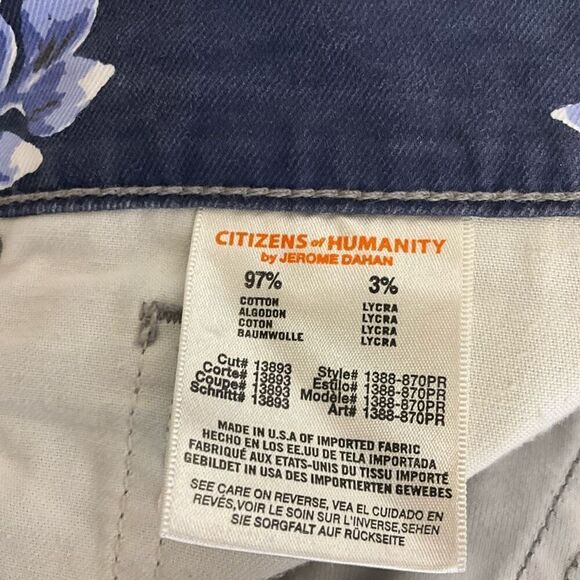 CITIZENS of HUMANITY
by JEROME DAHAN
97% 3%
COTTON LYCRA
ALGODON LYCRA
COTON LYCRA
BAUMWOLLE LYCRA
Cut# 13893 Style# 1388-870PR
Corte# 13893 Estilo# 1388-870PR
Coupe# 13893 Modèle# 1388-870PR
Schnitt# 13893 Art# 1388-870PR
MADE IN U.S.A OF IMPORTED FABRIC
HECHO EN LOS EE.UU DE TELA IMPORTADA
FABRIQUÉ AUX ETATS-UNIS DU TISSU IMPORTÉ
GEBILDET IN USA DES IMPORTIERTEN GEWEBES
SEE CARE ON REVERSE, VEA EL CUIDADO EN
REVÉS,VOIR LE SOIN SUR L'INVERSE,SEHEN
SIE SORGFALT AUF RÜCKSEITE